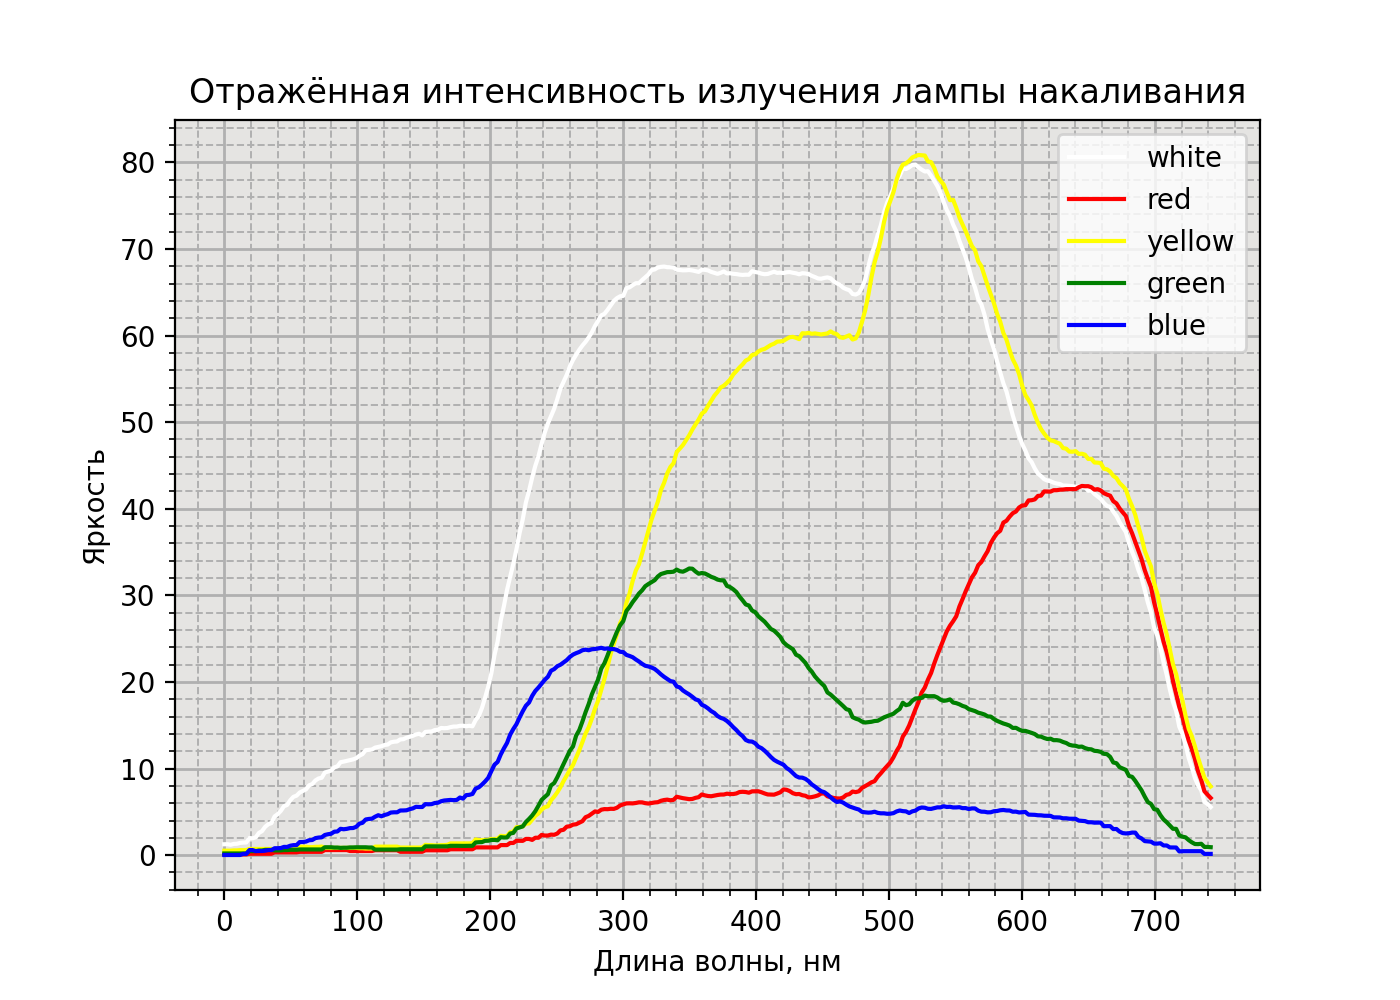 Отражённая интенсивность излучения лампы накаливания
white
red
yellow
green
blue
80
70
60
50
40
30
20
10
0
Яркость
0 100 200 300 400 500 600 700
Длина волны, нм